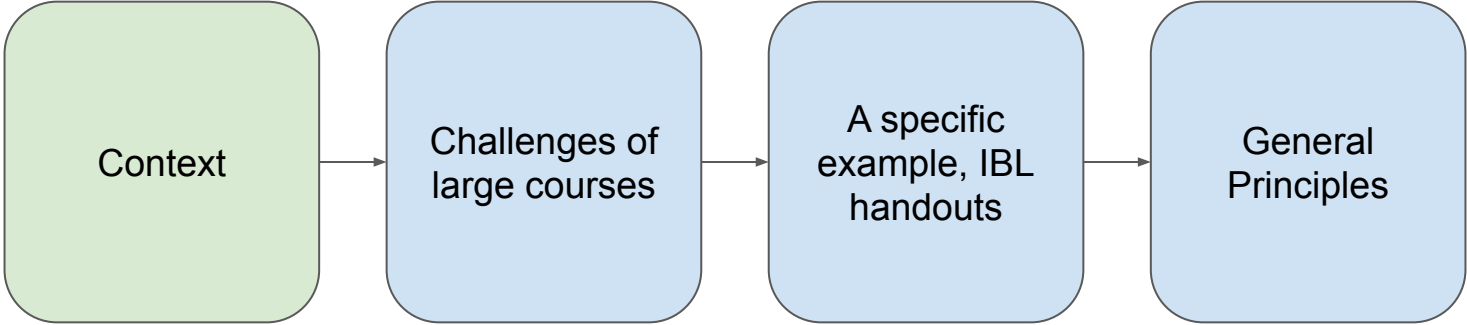 Context
Challenges of
large courses
A specific
example, IBL
handouts
General
Principles